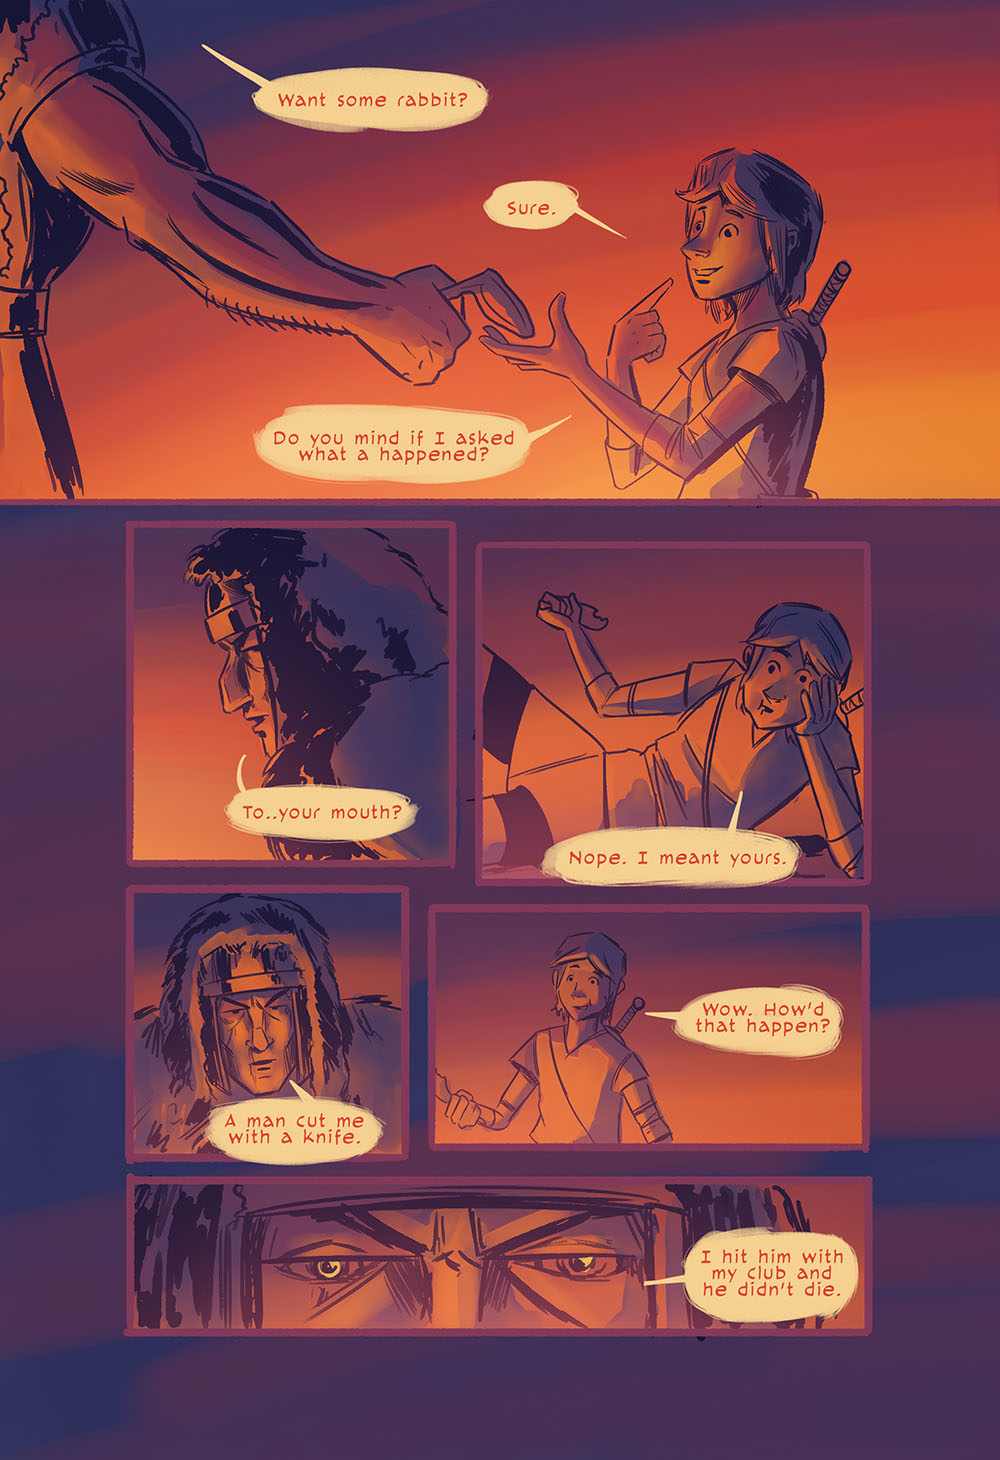 Want some rabbit?
Sure.
Do you mind if I asked
what a happened?
To..your mouth?
Nope. I meant yours.
A man cut me
with a knife.
Wow. How'd
that happen?
I hit him with
my club and
he didn't die.